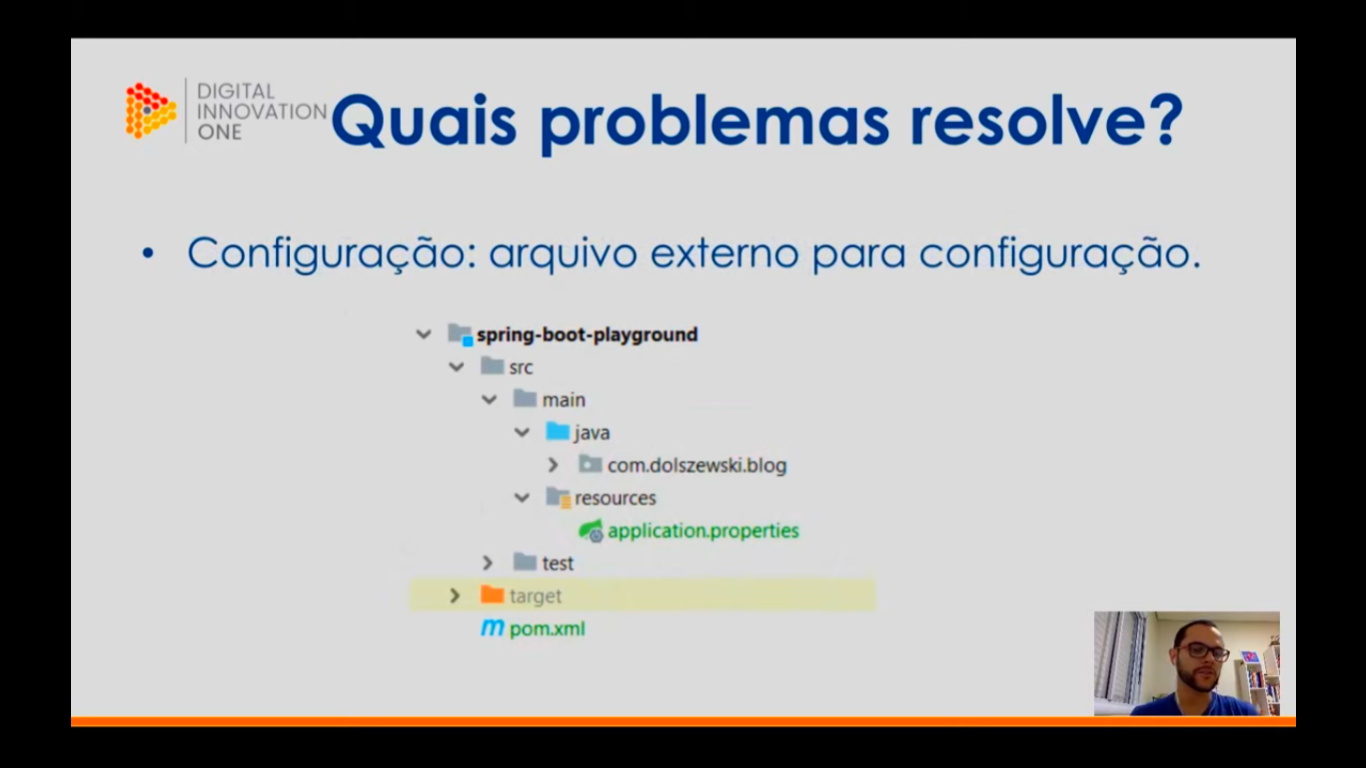 DIGITAL
INNOVATION
ONE
Quais problemas resolve?
• Configuração: arquivo externo para configuração.
spring-boot-playground
src
main
java
com.dolszewski.blog
resources
application.properties
test
target
m pom.xml